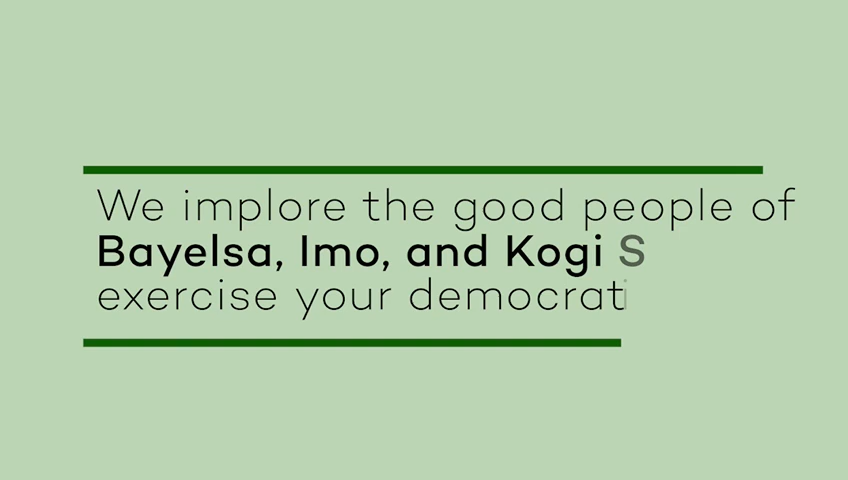 We implore the good people of
Bayelsa, Imo, and Kogi S
exercise your democrati